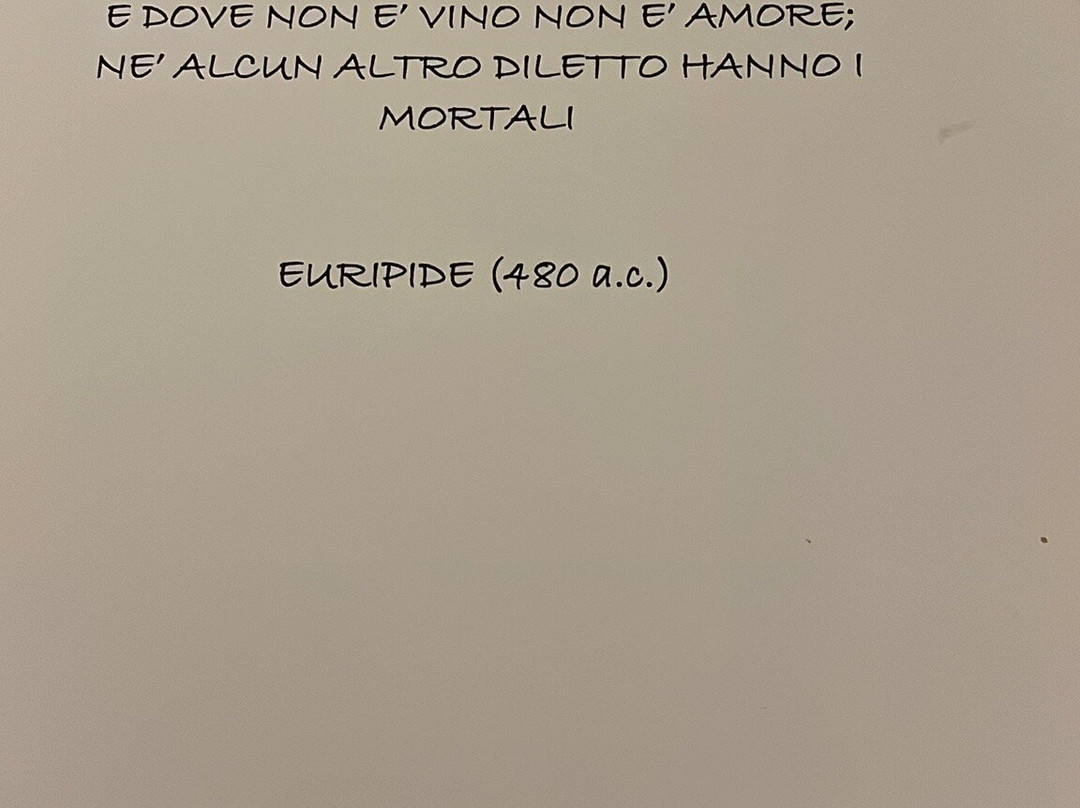 E DOVE NON E' VINO NON E' AMORE;
NE' ALCUN ALTRO DILETTO HANNO I
MORTALI
EURIPIDE (480 a.c.)